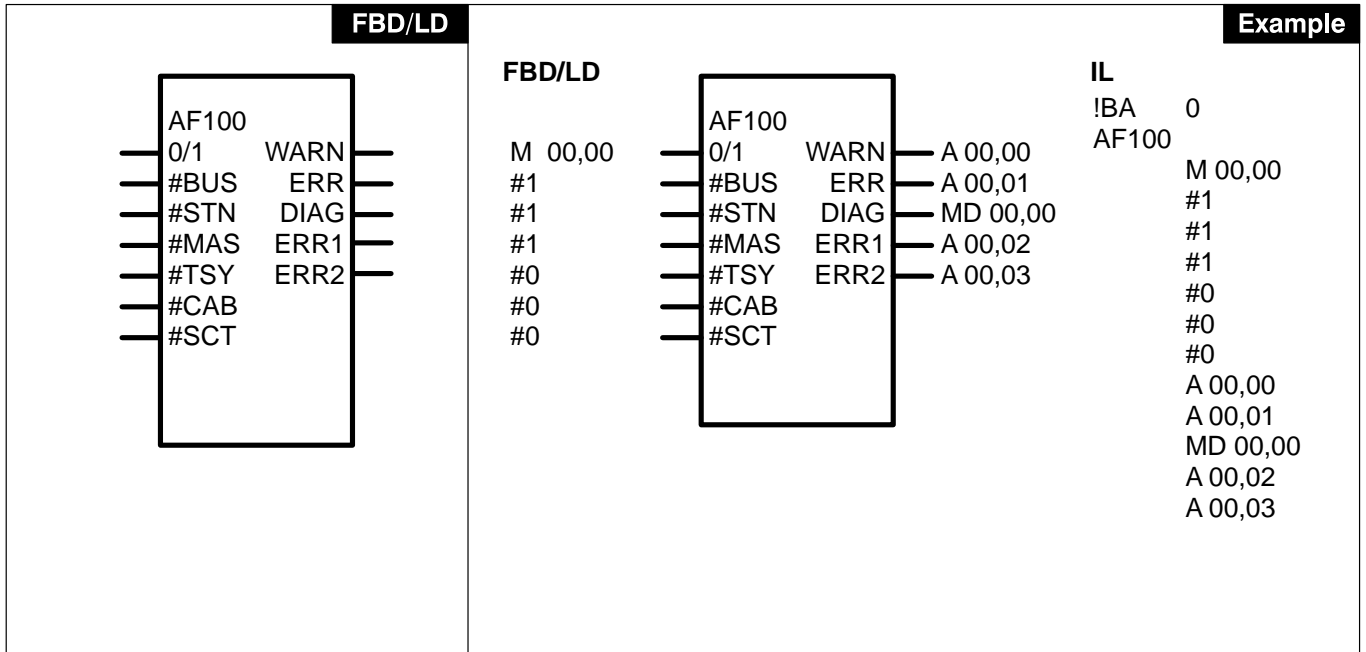 FBD/LD
AF100
0/1 WARN
#BUS ERR
#STN DIAG
#MAS ERR1
#TSY ERR2
#CAB
#SCT
Example
FBD/LD
M 00,00
#1
#1
#1
#0
#0
#0
AF100
0/1 WARN
#BUS ERR
#STN DIAG
#MAS ERR1
#TSY ERR2
#CAB
#SCT
A 00,00
A 00,01
MD 00,00
A 00,02
A 00,03
IL
!BA 0
AF100
M 00,00
#1
#1
#1
#0
#0
#0
A 00,00
A 00,01
MD 00,00
A 00,02
A 00,03